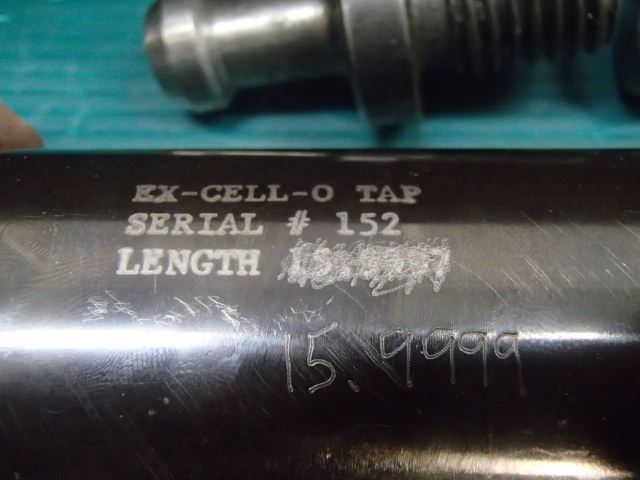 EX-CELL-O TAP
SERIAL # 152
LENGTH
15.9999